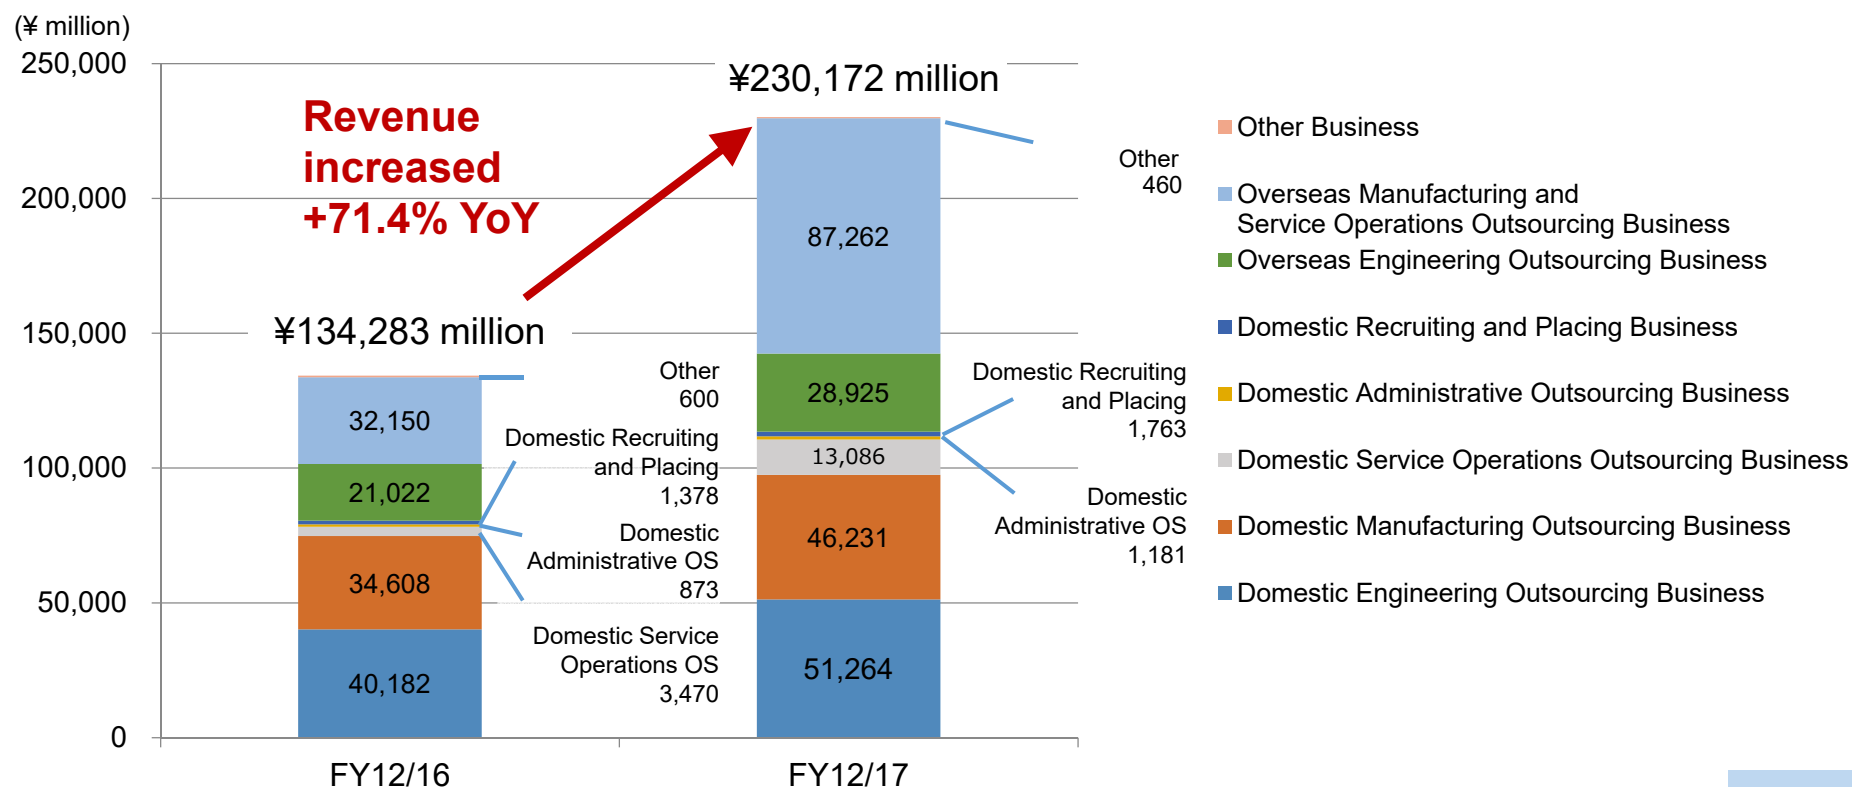 (¥ million)
250,000
200,000
150,000
100,000
50,000
0
Revenue
increased
+71.4% YoY
¥134,283 million
32,150
21,022
34,608
40,182
Other
600
Domestic Recruiting
and Placing
1,378
Domestic
Administrative OS
873
Domestic Service
Operations OS
3,470
FY12/16
¥230,172 million
87,262
28,925
13,086
46,231
51,264
Other
460
Domestic Recruiting
and Placing
1,763
Domestic
Administrative OS
1,181
FY12/17
Other Business
Overseas Manufacturing and
Service Operations Outsourcing Business
Overseas Engineering Outsourcing Business
Domestic Recruiting and Placing Business
Domestic Administrative Outsourcing Business
Domestic Service Operations Outsourcing Business
Domestic Manufacturing Outsourcing Business
Domestic Engineering Outsourcing Business